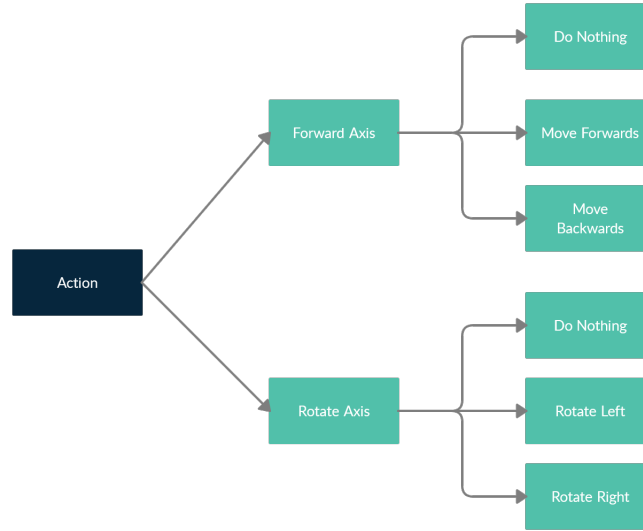 Do Nothing
Forward Axis
Move Forwards
Move
Backwards
Action
Do Nothing
Rotate Axis
Rotate Left
Rotate Right